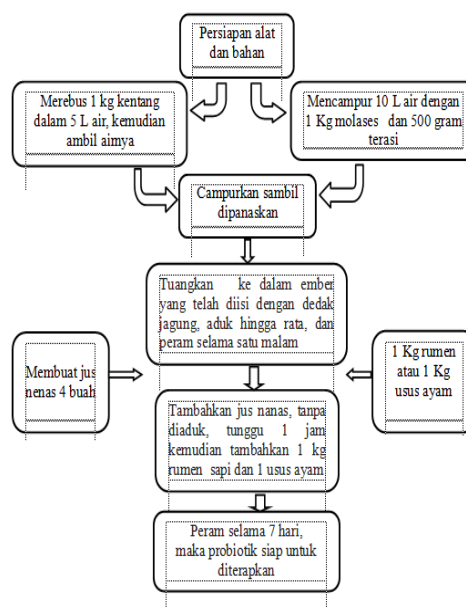 Persiapan alat
dan bahan
Merebus 1 kg kentang
dalam 5 L air, kemudian
ambil airnya
Mencampur 10 L air dengan
1 Kg molases dan 500 gram
terasi
Campurkan sambil
dipanaskan
Tuangkan ke dalam ember
yang telah diisi dengan dedak
jagung, aduk hingga rata, dan
peram selama satu malam
Membuat jus
nenas 4 buah
1 Kg rumen
atau 1 Kg
usus ayam
Tambahkan jus nanas, tanpa
diaduk, tunggu 1 jam
kemudian tambahkan 1 kg
rumen sapi dan 1 usus ayam
Peram selama 7 hari,
maka probiotik siap untuk
diterapkan